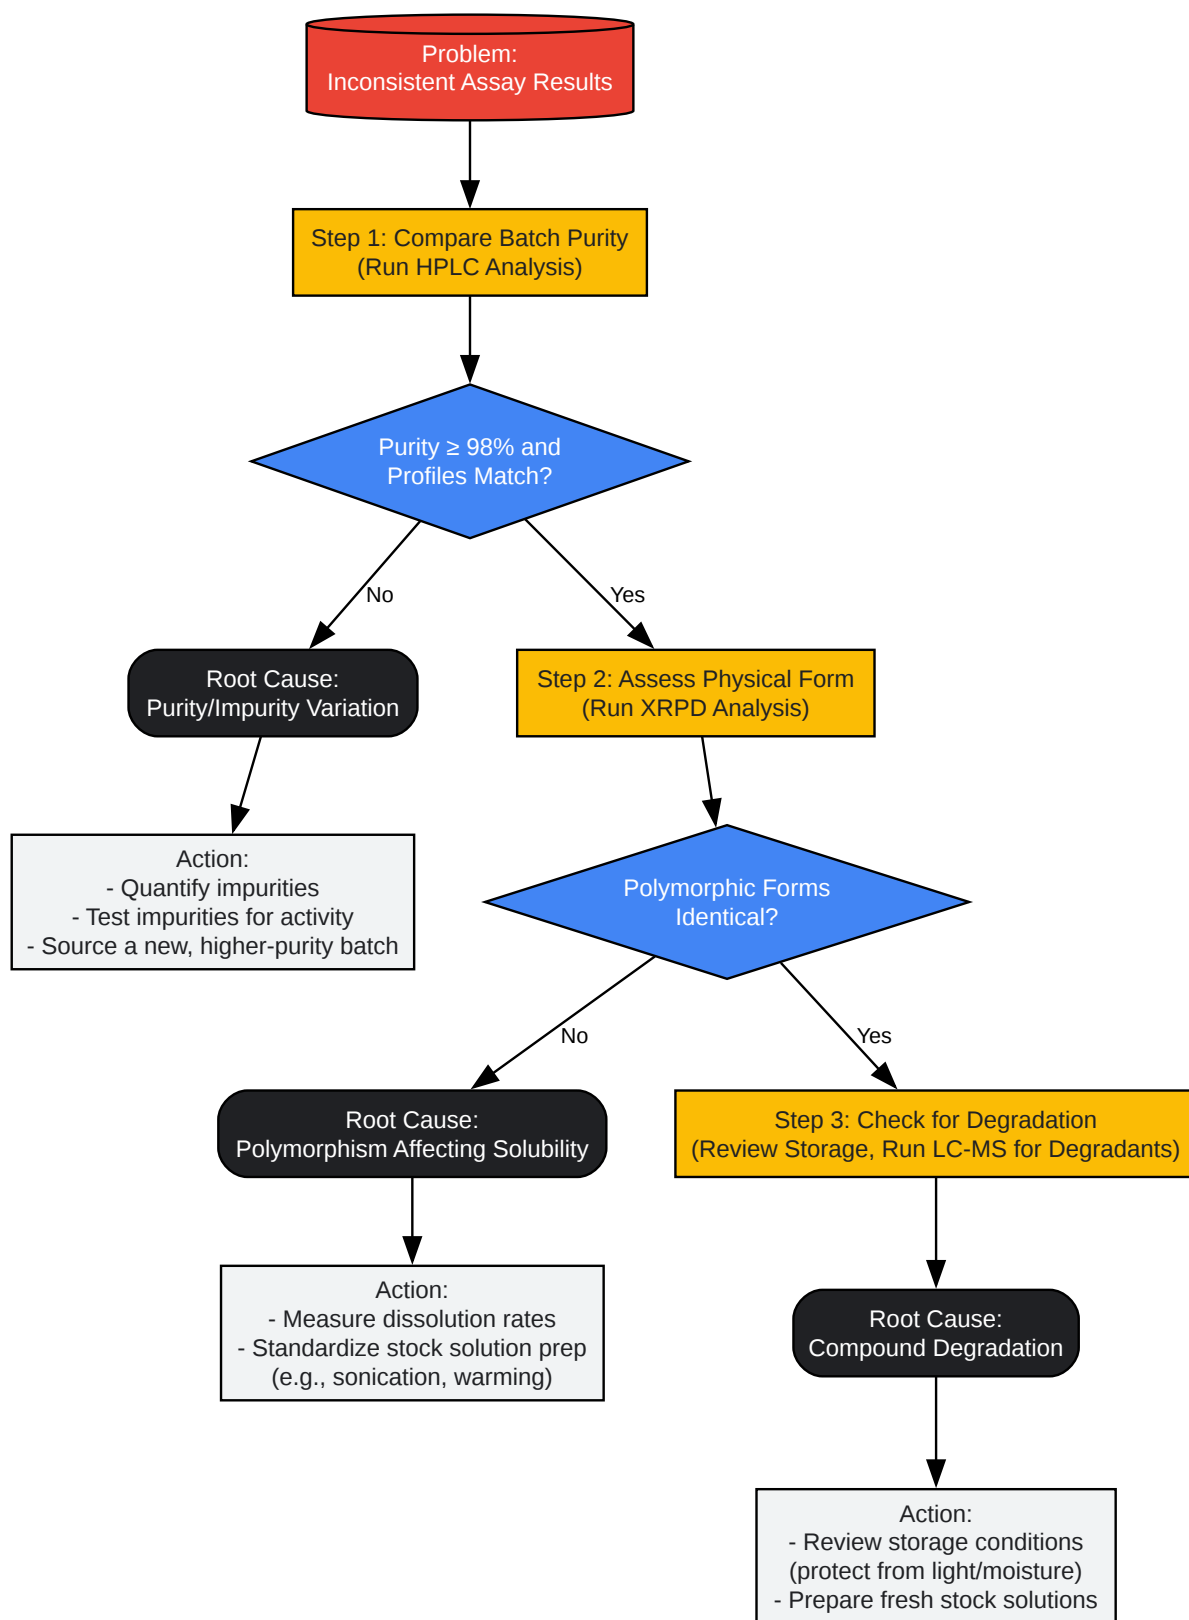 Problem:
Inconsistent Assay Results
Step 1: Compare Batch Purity
(Run HPLC Analysis)
Purity ≥ 98% and
Profiles Match?
No
Yes
Root Cause:
Purity/Impurity Variation
Step 2: Assess Physical Form
(Run XRPD Analysis)
Action:
- Quantify impurities
- Test impurities for activity
- Source a new, higher-purity batch
Polymorphic Forms
Identical?
No
Yes
Root Cause:
Polymorphism Affecting Solubility
Step 3: Check for Degradation
(Review Storage, Run LC-MS for Degradants)
Action:
- Measure dissolution rates
- Standardize stock solution prep
(e.g., sonication, warming)
Root Cause:
Compound Degradation
Action:
- Review storage conditions
(protect from light/moisture)
- Prepare fresh stock solutions